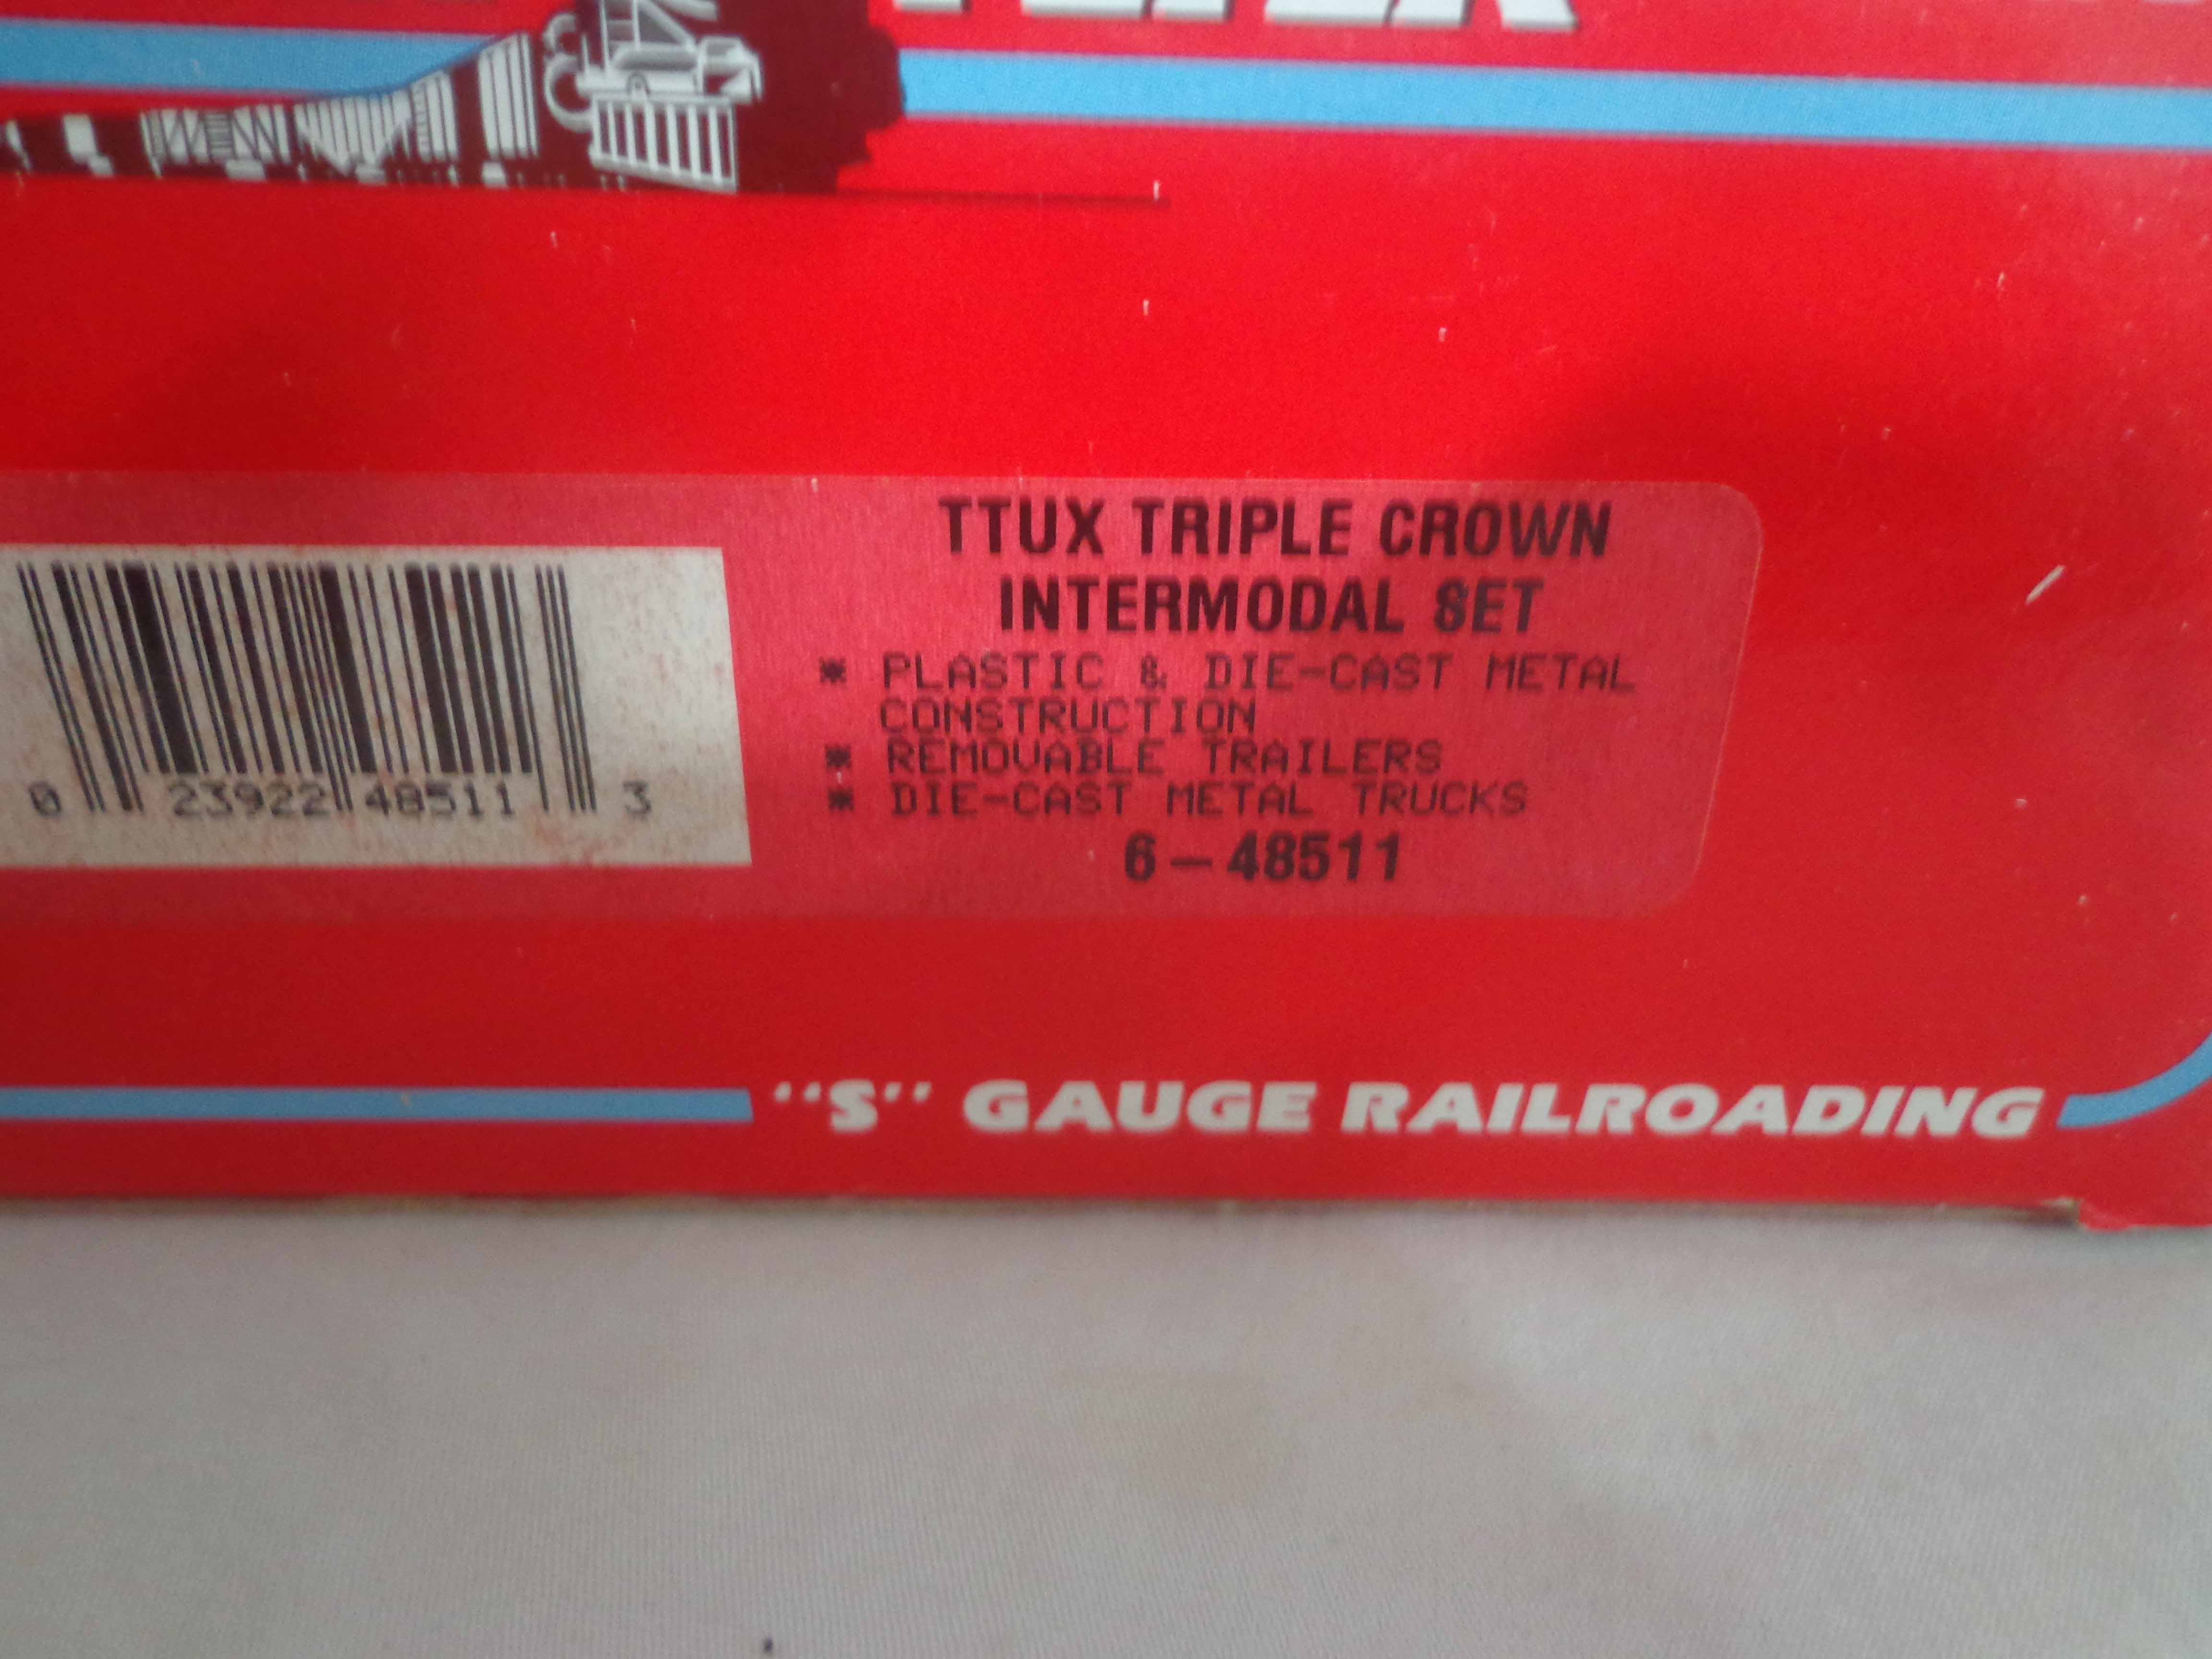 TTUX TRIPLE CROWN
INTERMODAL SET
* PLASTIC & DIE-CAST METAL
CONSTRUCTION
* REMOVABLE TRAILERS
* DIE-CAST METAL TRUCKS
6-48511
0 23922 48511 3
"S" GAUGE RAILROADING